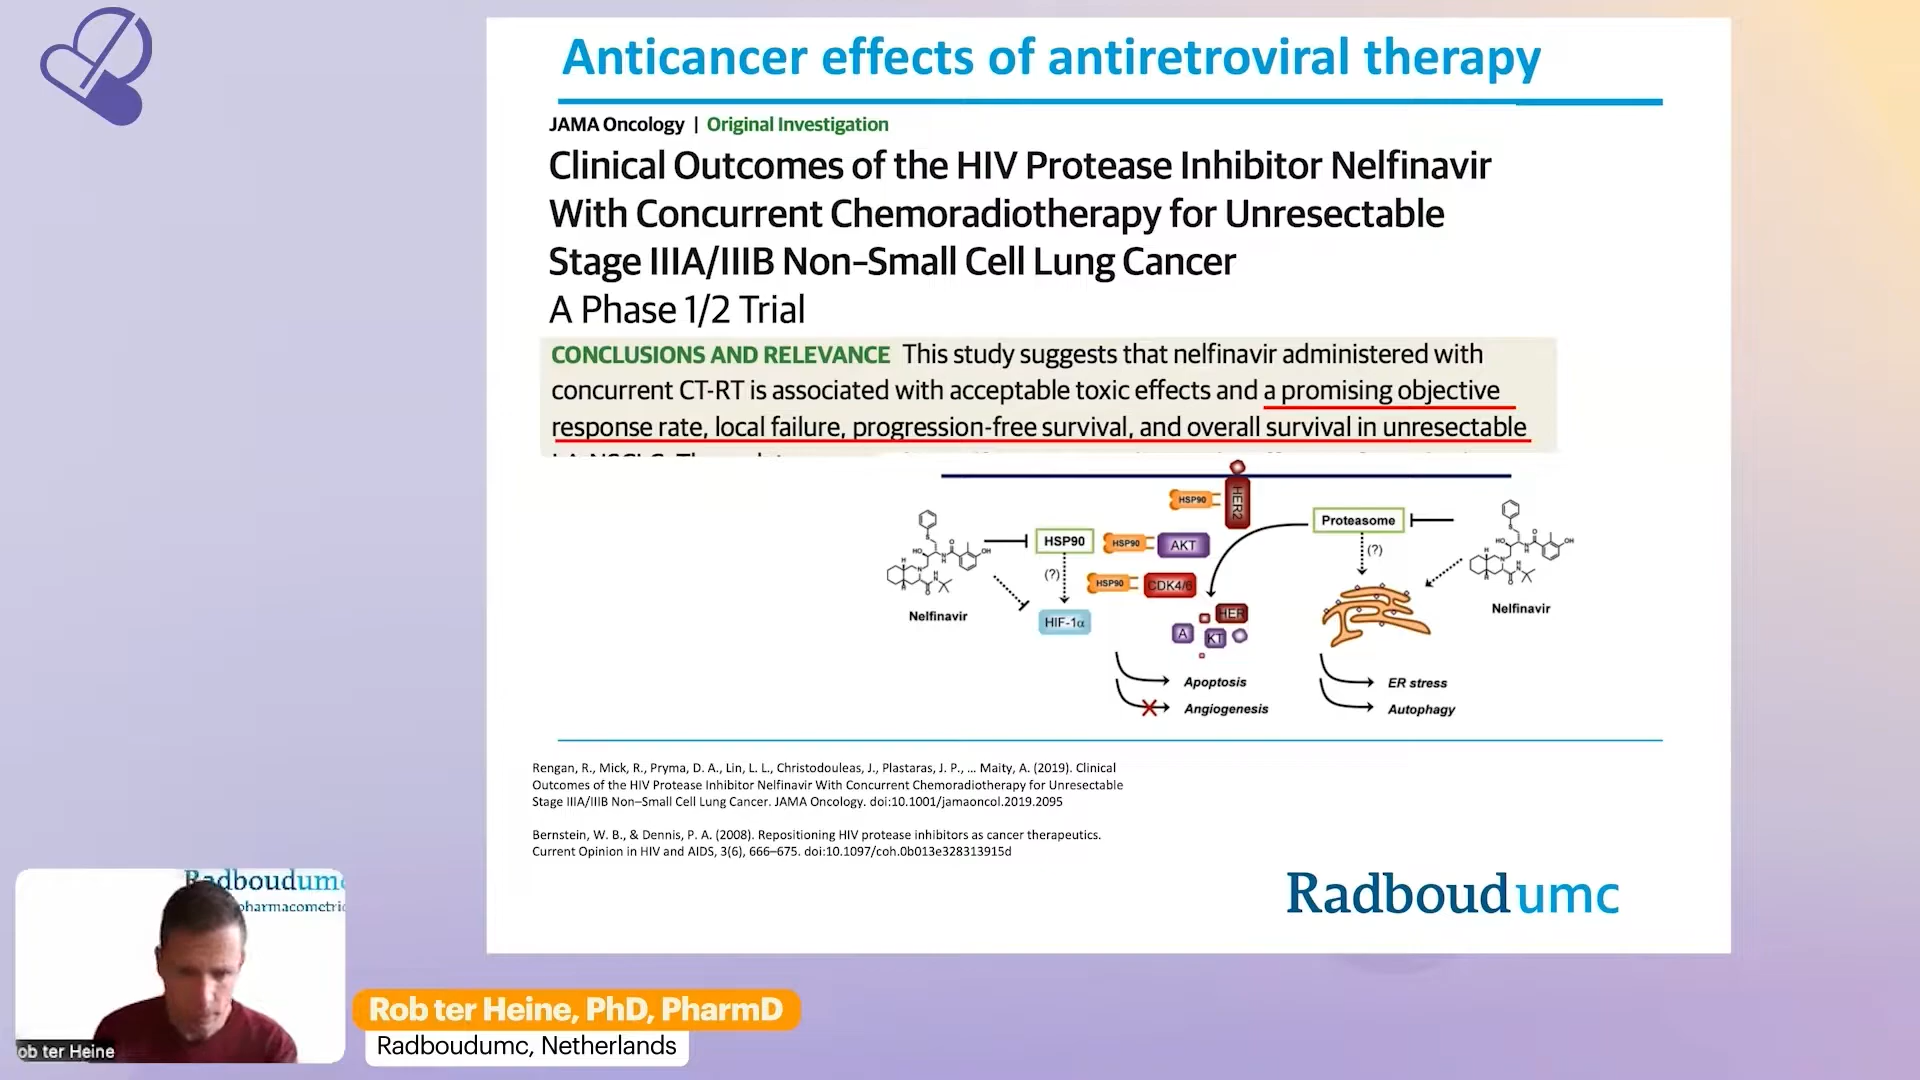 Anticancer effects of antiretroviral therapy
JAMA Oncology | Original Investigation
Clinical Outcomes of the HIV Protease Inhibitor Nelfinavir
With Concurrent Chemoradiotherapy for Unresectable
Stage IIIA/IIIB Non–Small Cell Lung Cancer
A Phase 1/2 Trial
CONCLUSIONS AND RELEVANCE This study suggests that nelfinavir administered with
concurrent CT-RT is associated with acceptable toxic effects and a promising objective
response rate, local failure, progression-free survival, and overall survival in unresectable
HSP90
HER2
Proteasome
HSP90
HSP90
AKT
(?)
(?)
HSP90
CDK4/6
Nelfinavir
HIF-1α
HER
A
KT
Nelfinavir
Apoptosis
Angiogenesis
ER stress
Autophagy
Rengan, R., Mick, R., Pryma, D. A., Lin, L. L., Christodouleas, J., Plastaras, J. P., ... Maity, A. (2019). Clinical
Outcomes of the HIV Protease Inhibitor Nelfinavir With Concurrent Chemoradiotherapy for Unresectable
Stage IIIA/IIIB Non–Small Cell Lung Cancer. JAMA Oncology. doi:10.1001/jamaoncol.2019.2095
Bernstein, W. B., & Dennis, P. A. (2008). Repositioning HIV protease inhibitors as cancer therapeutics.
Current Opinion in HIV and AIDS, 3(6), 666–675. doi:10.1097/coh.0b013e328313915d
Radboudumc
Radboudumc
pharmacometric
ob ter Heine
Rob ter Heine, PhD, PharmD
Radboudumc, Netherlands